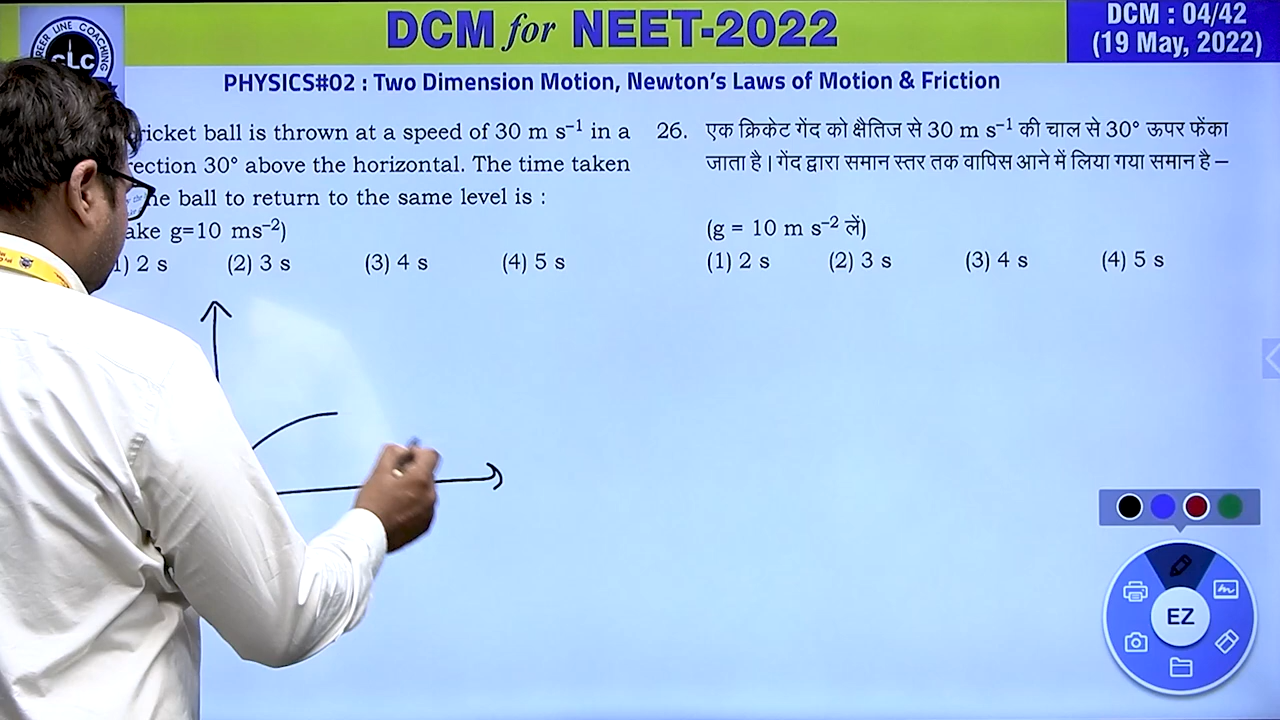 DCM for NEET-2022
DCM : 04/42
(19 May, 2022)
LINE COACHING
CLC
PHYSICS#02 : Two Dimension Motion, Newton's Laws of Motion & Friction
ricket ball is thrown at a speed of 30 m s⁻¹ in a
rection 30° above the horizontal. The time taken
he ball to return to the same level is :
ake g=10 ms⁻²)
1) 2 s (2) 3 s (3) 4 s (4) 5 s
26. एक क्रिकेट गेंद को क्षैतिज से 30 m s⁻¹ की चाल से 30° ऊपर फेंका
जाता है। गेंद द्वारा समान स्तर तक वापिस आने में लिया गया समान है –
(g = 10 m s⁻² लें)
(1) 2 s (2) 3 s (3) 4 s (4) 5 s
EZ